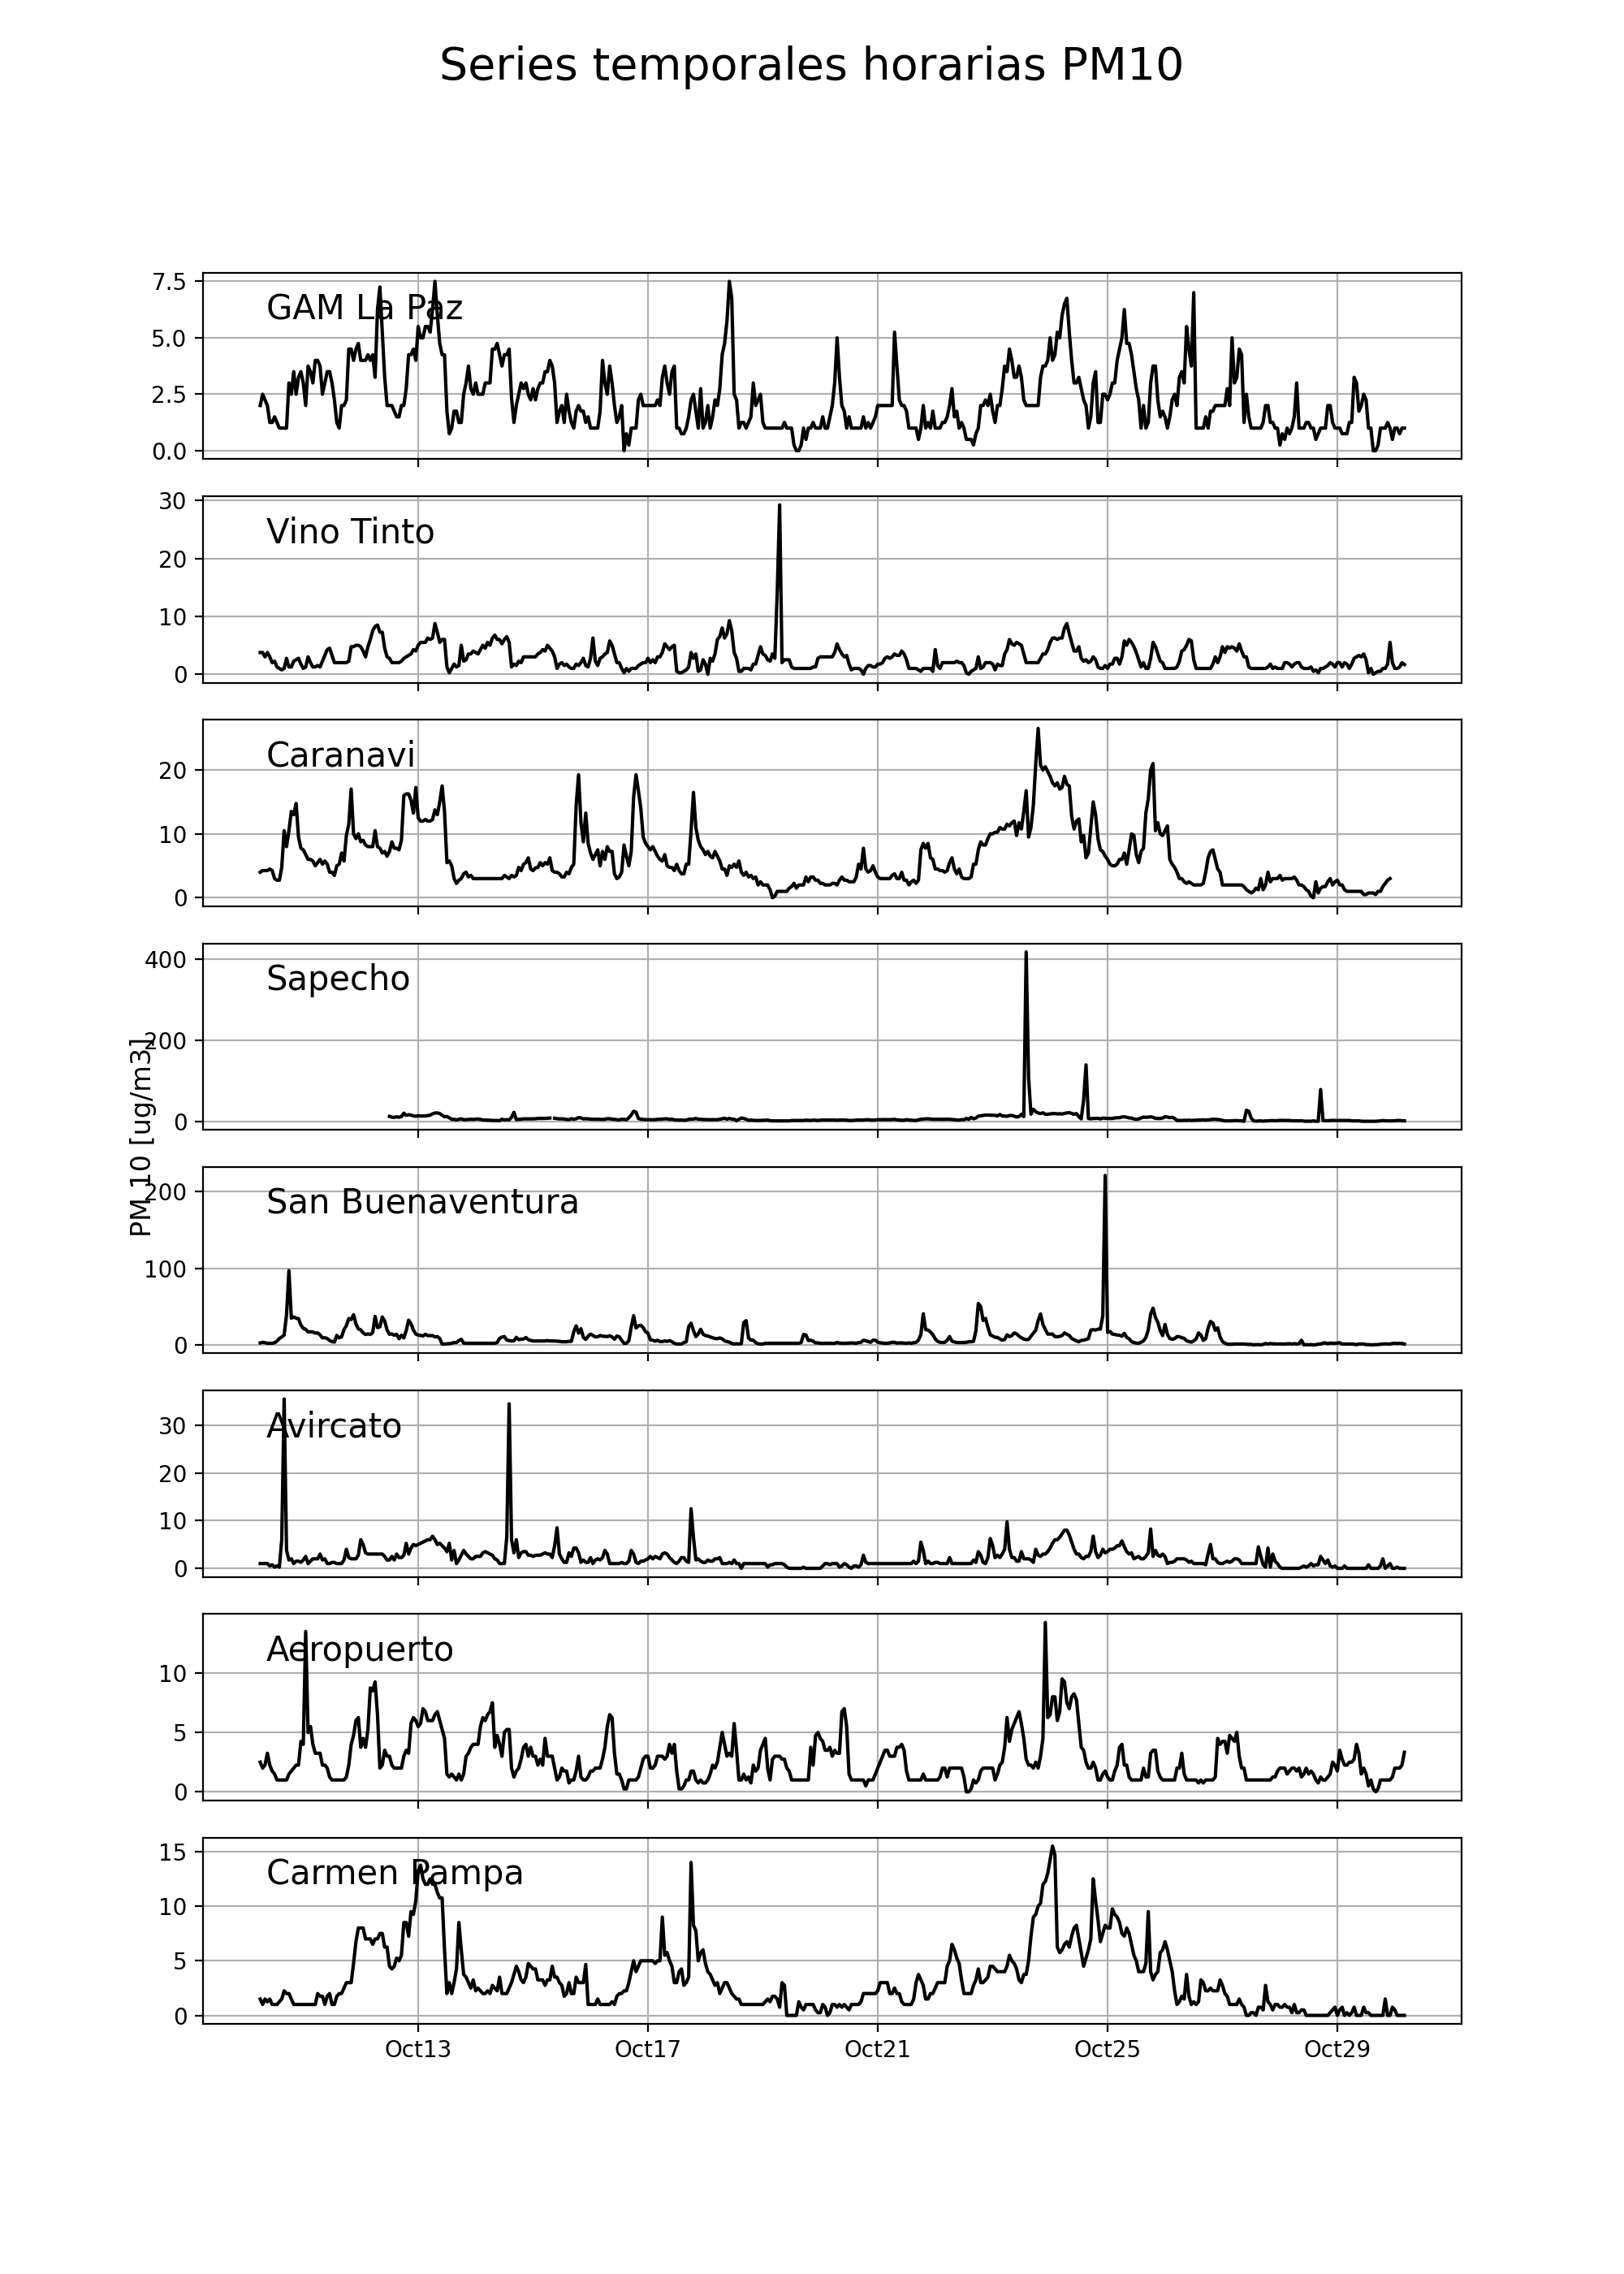 Series temporales horarias PM10
7.5
5.0
2.5
0.0
GAM La Paz
30
20
10
0
Vino Tinto
20
10
0
Caranavi
400
200
0
Sapecho
PM 10 [ug/m3]
200
100
0
San Buenaventura
30
20
10
0
Avircato
10
5
0
Aeropuerto
15
10
5
0
Carmen Pampa
Oct13 Oct17 Oct21 Oct25 Oct29